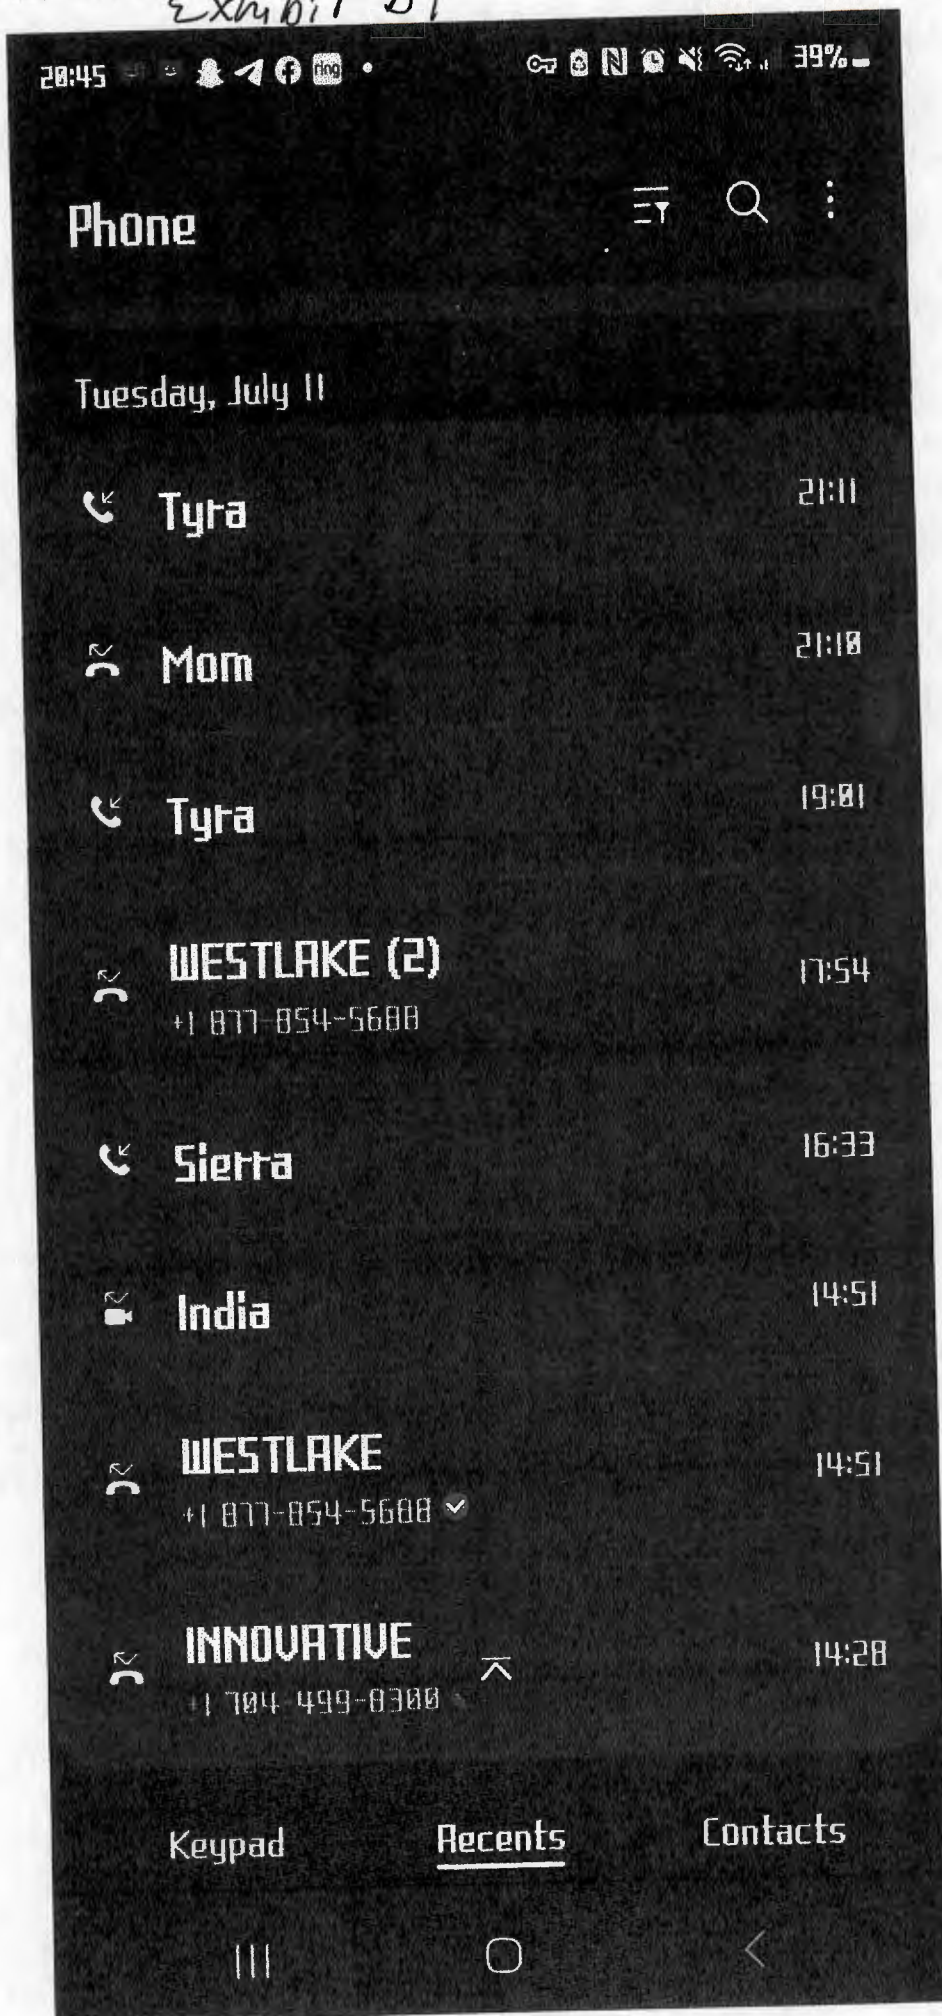 Exhibit
20:45 ring 39%
Phone
Tuesday, July 11
Tyra 21:11
Mom 21:10
Tyra 19:01
WESTLAKE (2) 17:54
+1 877-854-5688
Sierra 16:33
India 14:51
WESTLAKE 14:51
+1 877-854-5688
INNOVATIVE 14:28
+1 704-499-8300
Keypad Recents Contacts